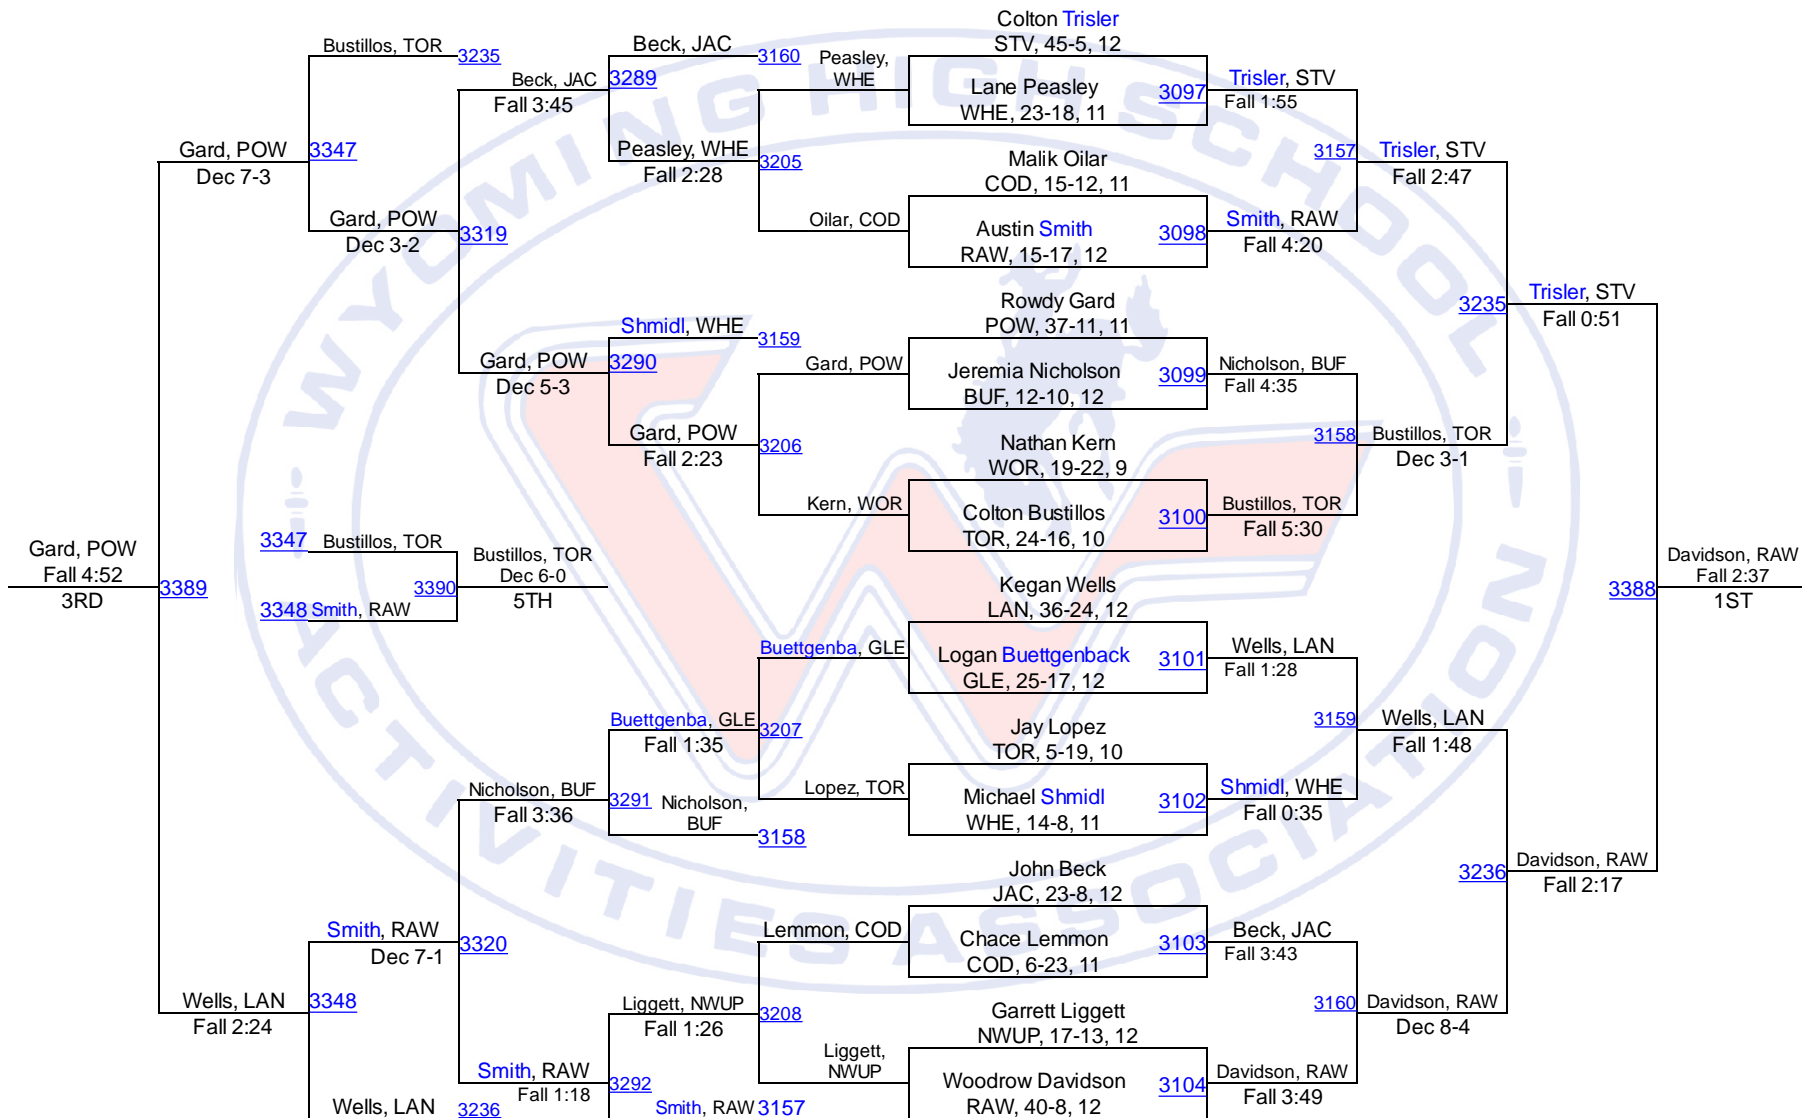 Colton Trisler
STV, 45-5, 12
Lane Peasley
WHE, 23-18, 11
3097
Malik Oilar
COD, 15-12, 11
Austin Smith
RAW, 15-17, 12
3098
Rowdy Gard
POW, 37-11, 11
Jeremia Nicholson
BUF, 12-10, 12
3099
Nathan Kern
WOR, 19-22, 9
Colton Bustillos
TOR, 24-16, 10
3100
Kegan Wells
LAN, 36-24, 12
Logan Buettgenback
GLE, 25-17, 12
3101
Jay Lopez
TOR, 5-19, 10
Michael Shmidl
WHE, 14-8, 11
3102
John Beck
JAC, 23-8, 12
Chace Lemmon
COD, 6-23, 11
3103
Garrett Liggett
NWUP, 17-13, 12
Woodrow Davidson
RAW, 40-8, 12
3104
Trisler, STV
Fall 1:55
3157
Smith, RAW
Fall 4:20
Nicholson, BUF
Fall 4:35
3158
Bustillos, TOR
Fall 5:30
Wells, LAN
Fall 1:28
3159
Shmidl, WHE
Fall 0:35
Beck, JAC
Fall 3:43
3160
Davidson, RAW
Fall 3:49
Trisler, STV
Fall 2:47
3235
Bustillos, TOR
Dec 3-1
Wells, LAN
Fall 1:48
3236
Davidson, RAW
Dec 8-4
Trisler, STV
Fall 0:51
3388
Davidson, RAW
Fall 2:17
Davidson, RAW
Fall 2:37
1ST
Peasley,
WHE
3205
Oilar, COD
Gard, POW
3206
Kern, WOR
Buettgenba, GLE
3207
Lopez, TOR
Lemmon, COD
3208
Liggett,
NWUP
Beck, JAC
3160
3289
Peasley, WHE
Fall 2:28
Shmidl, WHE
3159
3290
Gard, POW
Fall 2:23
Buettgenba, GLE
Fall 1:35
3291
Nicholson,
BUF
3158
Liggett, NWUP
Fall 1:26
3292
Smith, RAW 3157
Beck, JAC
Fall 3:45
3319
Gard, POW
Dec 5-3
Nicholson, BUF
Fall 3:36
3320
Smith, RAW
Fall 1:18
Bustillos, TOR
3235
3347
Gard, POW
Dec 3-2
Smith, RAW
Dec 7-1
3348
Wells, LAN
3236
Gard, POW
Dec 7-3
3389
Wells, LAN
Fall 2:24
Gard, POW
Fall 4:52
3RD
3347
Bustillos, TOR
3390
3348 Smith, RAW
Bustillos, TOR
Dec 6-0
5TH
WYOMING HIGH SCHOOL
ACTIVITIES ASSOCIATION